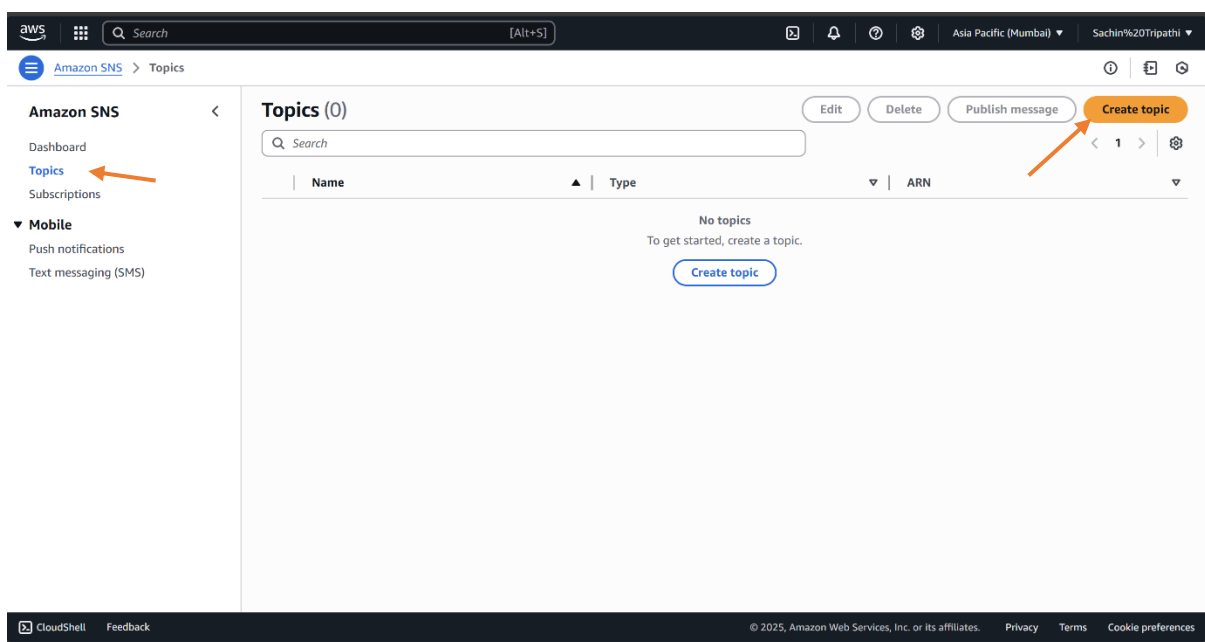 aws Search [Alt+S] Asia Pacific (Mumbai) ▼ Sachin%20Tripathi ▼
Amazon SNS > Topics
Amazon SNS
Dashboard
Topics
Subscriptions
Mobile
Push notifications
Text messaging (SMS)
Topics (0) Edit Delete Publish message Create topic
Search
1
Name Type ARN
No topics
To get started, create a topic.
Create topic
CloudShell Feedback © 2025, Amazon Web Services, Inc. or its affiliates. Privacy Terms Cookie preferences